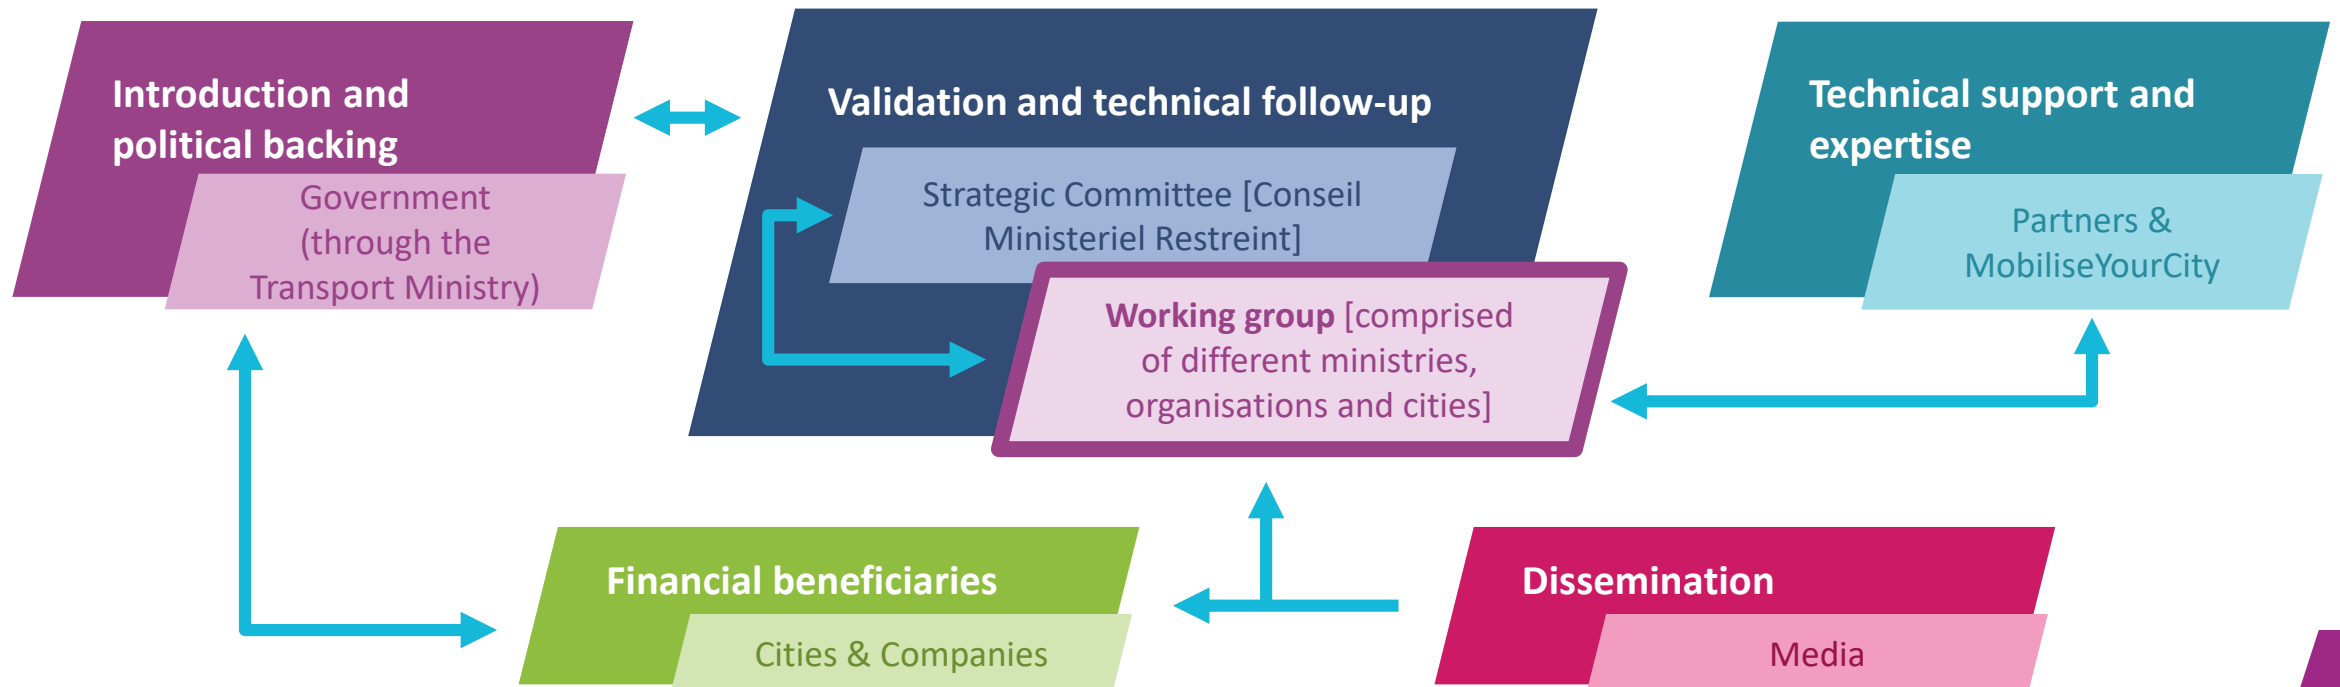 Introduction and
political backing
Government
(through the
Transport Ministry)
Validation and technical follow-up
Strategic Committee [Conseil
Ministeriel Restreint]
Working group [comprised
of different ministries,
organisations and cities]
Technical support and
expertise
Partners &
MobiliseYourCity
Financial beneficiaries
Cities & Companies
Dissemination
Media